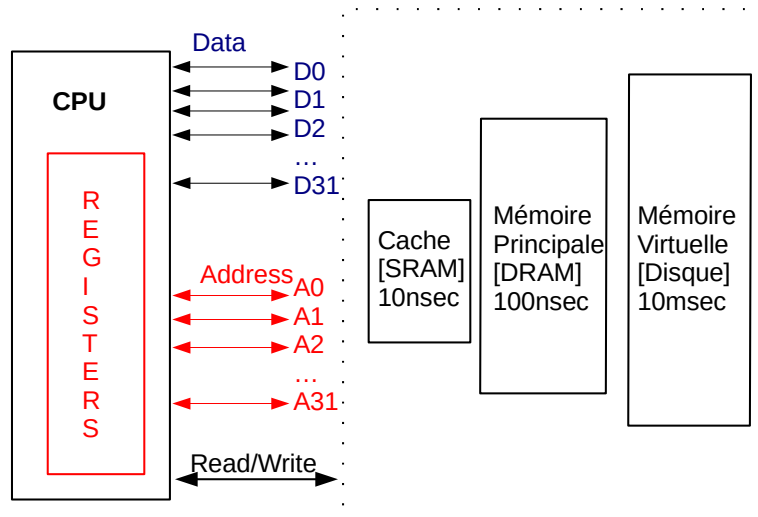 Data
CPU
D0
D1
D2
...
D31
R
E
G
I
S
T
E
R
S
Address
A0
A1
A2
...
A31
Read/Write
Cache
[SRAM]
10nsec
Mémoire
Principale
[DRAM]
100nsec
Mémoire
Virtuelle
[Disque]
10msec